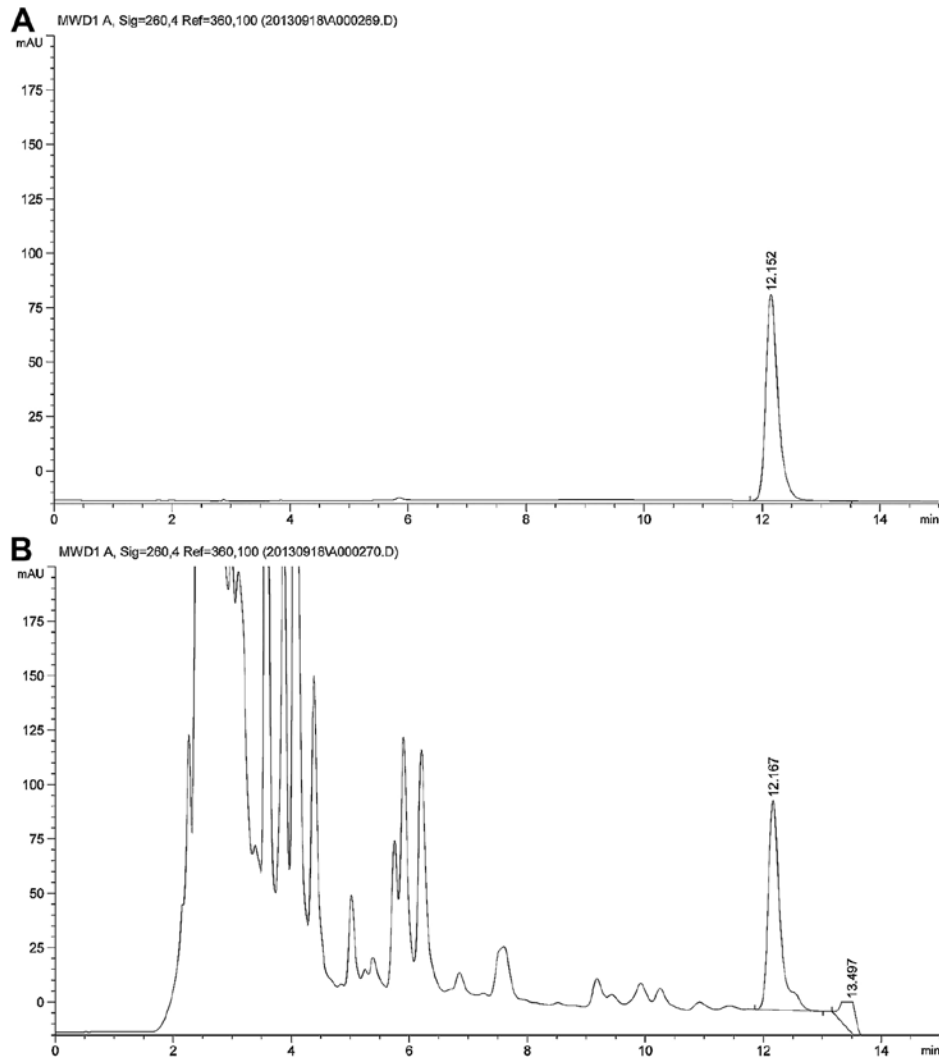 A
MWD1 A, Sig=260,4 Ref=360,100 (20130918\A000269.D)
mAU
175
150
125
100
75
50
25
0
12.152
0 2 4 6 8 10 12 14 min
B
MWD1 A, Sig=260,4 Ref=360,100 (20130918\A000270.D)
mAU
175
150
125
100
75
50
25
0
12.167
13.497
0 2 4 6 8 10 12 14 min